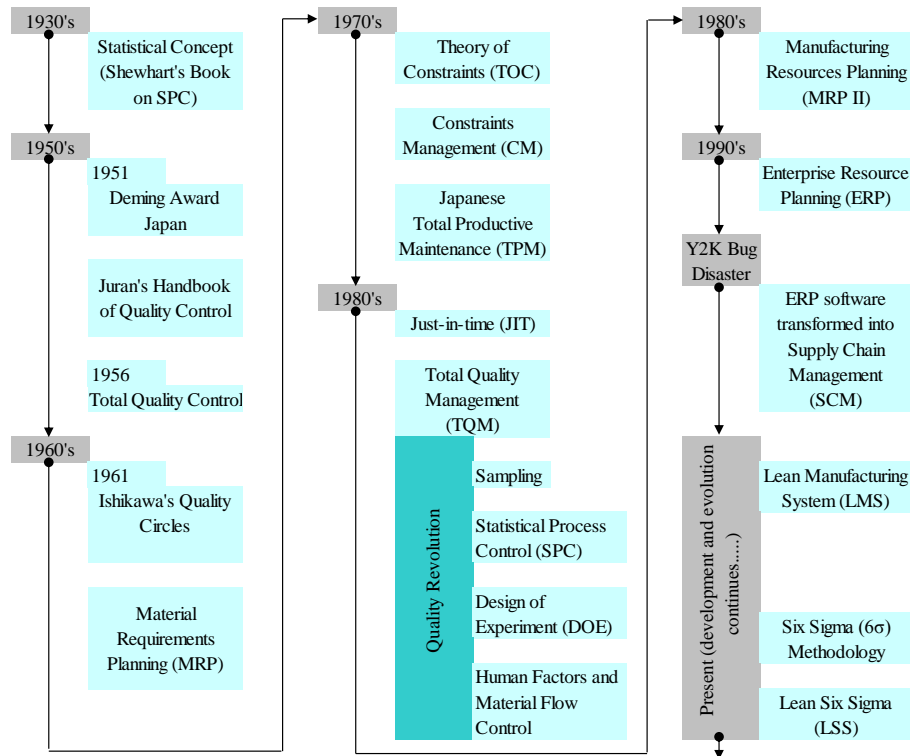 1930's
Statistical Concept
(Shewhart's Book
on SPC)
1950's
1951
Deming Award
Japan
Juran's Handbook
of Quality Control
1956
Total Quality Control
1960's
1961
Ishikawa's Quality
Circles
Material
Requirements
Planning (MRP)
1970's
Theory of
Constraints (TOC)
Constraints
Management (CM)
Japanese
Total Productive
Maintenance (TPM)
1980's
Just-in-time (JIT)
Total Quality
Management
(TQM)
Quality Revolution
Sampling
Statistical Process
Control (SPC)
Design of
Experiment (DOE)
Human Factors and
Material Flow
Control
1980's
Manufacturing
Resources Planning
(MRP II)
1990's
Enterprise Resource
Planning (ERP)
Y2K Bug
Disaster
ERP software
transformed into
Supply Chain
Management
(SCM)
Present (development and evolution
continues.....)
Lean Manufacturing
System (LMS)
Six Sigma (6σ)
Methodology
Lean Six Sigma
(LSS)